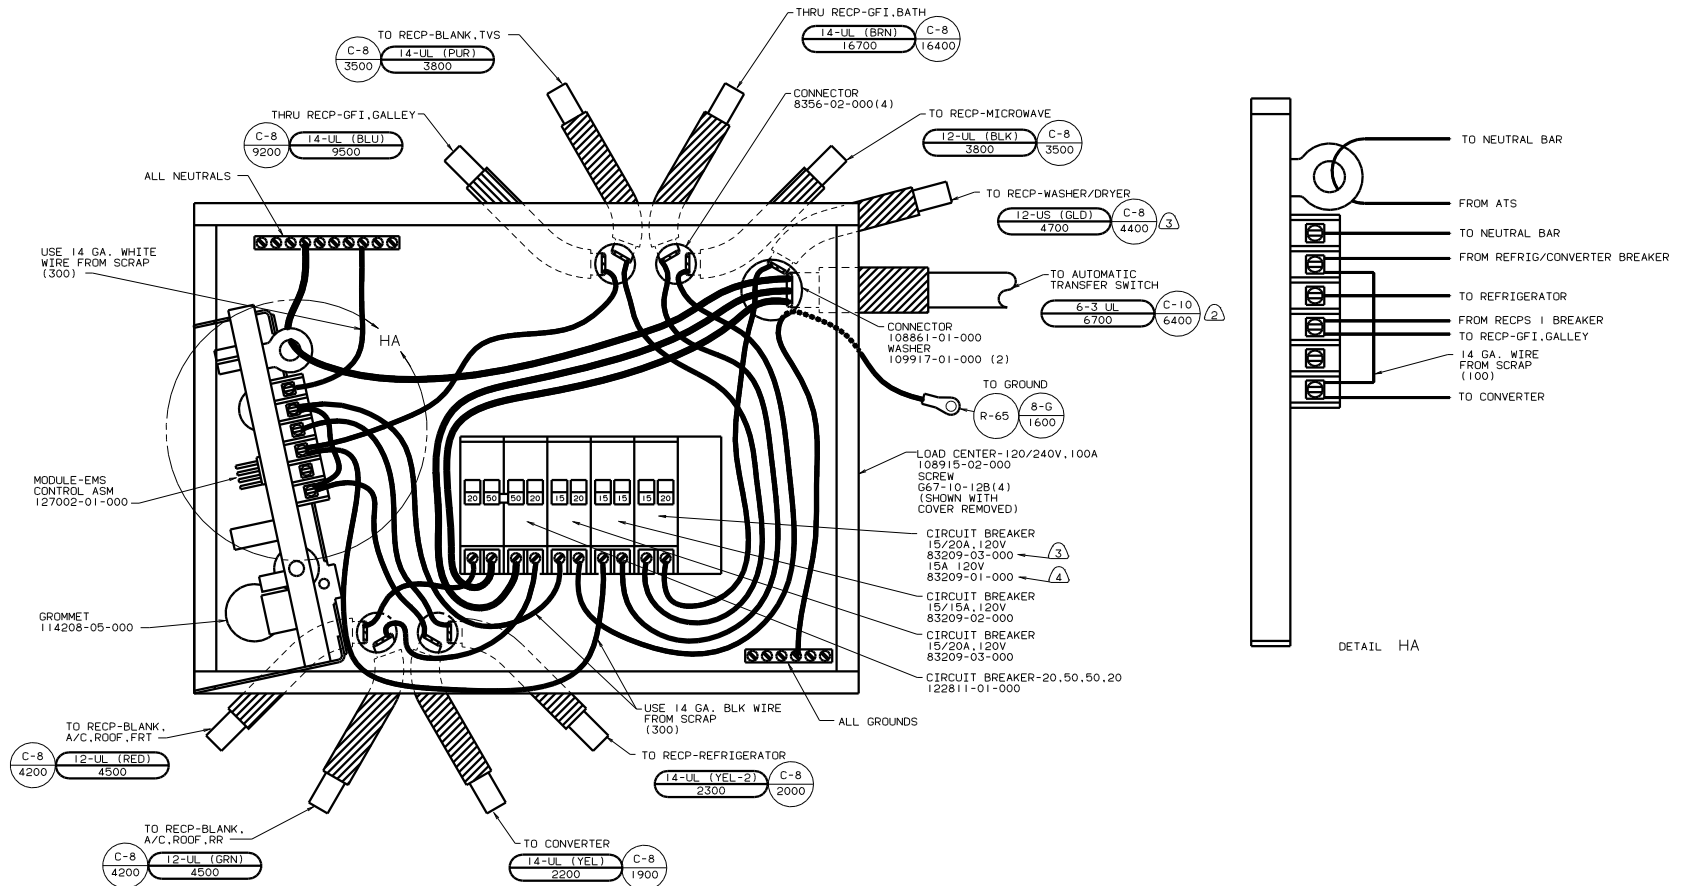 THRU RECP-GFI,BATH
14-UL (BRN)
16700
C-8
16400
TO RECP-BLANK,TVS
C-8
3500
14-UL (PUR)
3800
CONNECTOR
8356-02-000(4)
THRU RECP-GFI,GALLEY
C-8
9200
14-UL (BLU)
9500
TO RECP-MICROWAVE
12-UL (BLK)
3800
C-8
3500
ALL NEUTRALS
TO RECP-WASHER/DRYER
12-US (GLD)
4700
C-8
4400
3
USE 14 GA. WHITE
WIRE FROM SCRAP
(300)
TO AUTOMATIC
TRANSFER SWITCH
6-3 UL
6700
C-10
6400
2
HA
CONNECTOR
108861-01-000
WASHER
109917-01-000 (2)
TO GROUND
R-65
8-G
1600
MODULE-EMS
CONTROL ASM
127002-01-000
LOAD CENTER-120/240V,100A
108915-02-000
SCREW
G67-10-12B(4)
(SHOWN WITH
COVER REMOVED)
20 50 50 20 15 20 15 15 15 20
CIRCUIT BREAKER
15/20A,120V
83209-03-000
3
15A 120V
83209-01-000
4
CIRCUIT BREAKER
15/15A,120V
83209-02-000
CIRCUIT BREAKER
15/20A,120V
83209-03-000
CIRCUIT BREAKER-20,50,50,20
122811-01-000
GROMMET
114208-05-000
USE 14 GA. BLK WIRE
FROM SCRAP
(300)
ALL GROUNDS
TO RECP-BLANK,
A/C,ROOF,FRT
C-8
4200
12-UL (RED)
4500
TO RECP-REFRIGERATOR
14-UL (YEL-2)
2300
C-8
2000
TO RECP-BLANK,
A/C,ROOF,RR
C-8
4200
12-UL (GRN)
4500
TO CONVERTER
14-UL (YEL)
2200
C-8
1900
TO NEUTRAL BAR
FROM ATS
TO NEUTRAL BAR
FROM REFRIG/CONVERTER BREAKER
TO REFRIGERATOR
FROM RECPS 1 BREAKER
TO RECP-GFI,GALLEY
14 GA. WIRE
FROM SCRAP
(100)
TO CONVERTER
DETAIL HA